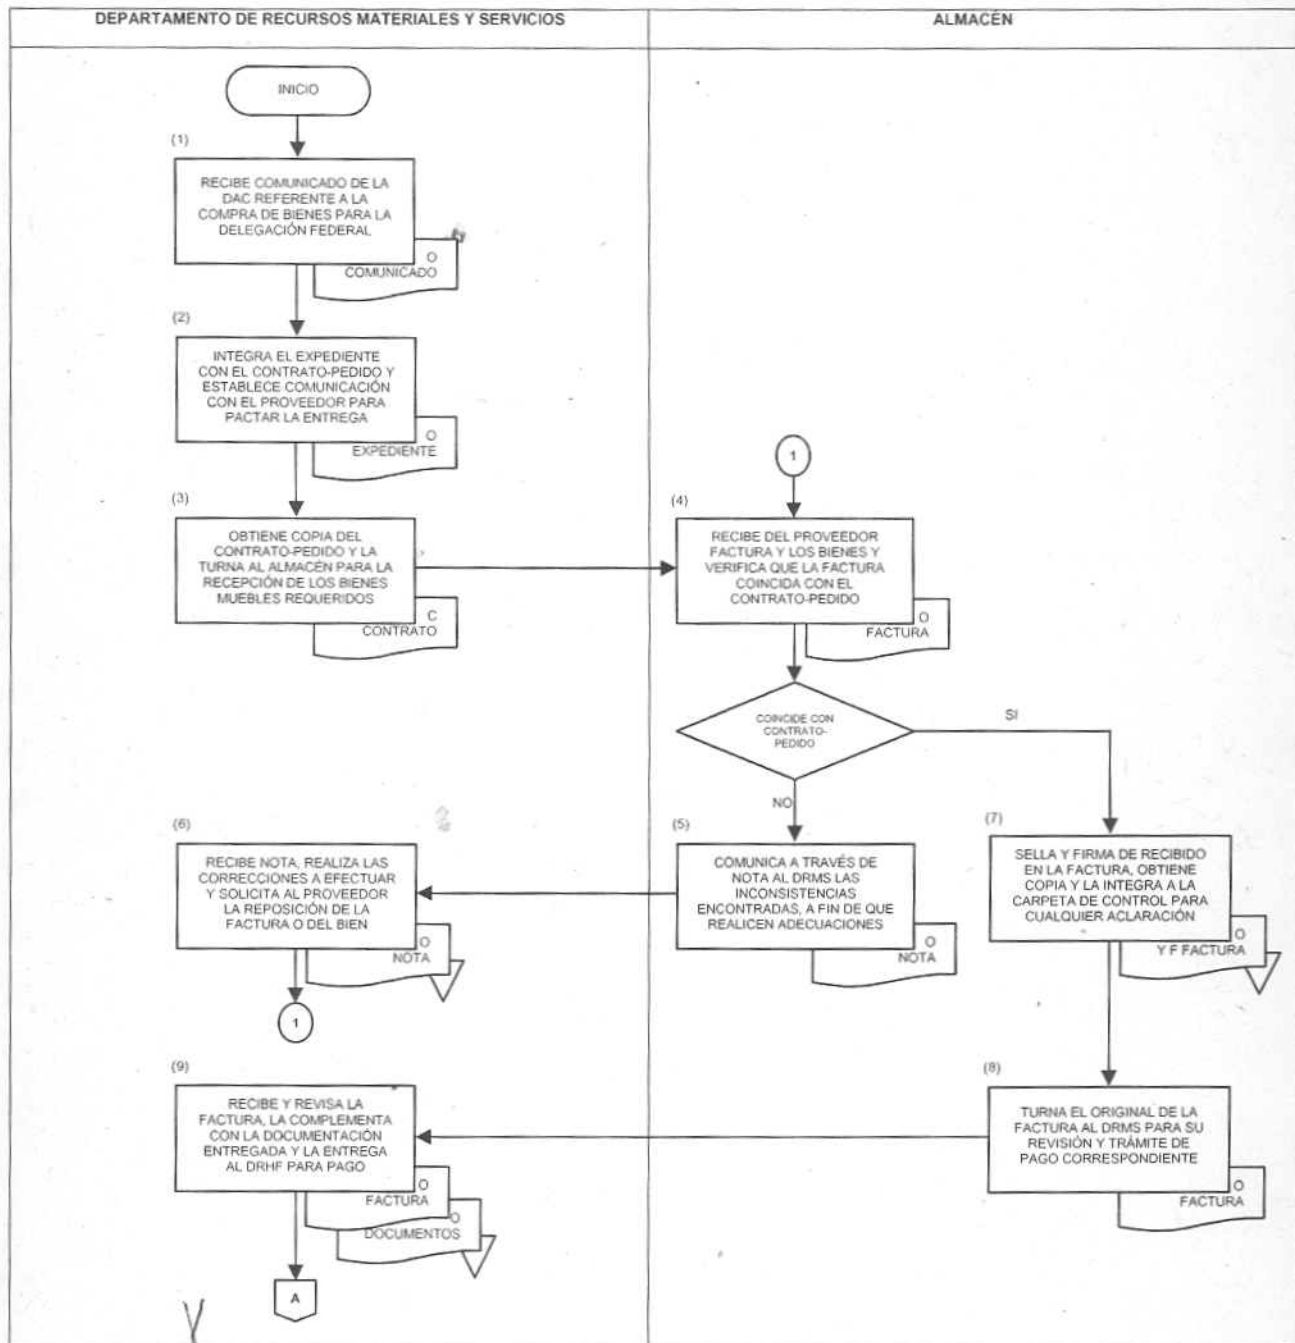 DEPARTAMENTO DE RECURSOS MATERIALES Y SERVICIOS
ALMACÉN
INICIO
(1)
RECIBE COMUNICADO DE LA
DAC REFERENTE A LA
COMPRA DE BIENES PARA LA
DELEGACIÓN FEDERAL
O
COMUNICADO
(2)
INTEGRA EL EXPEDIENTE
CON EL CONTRATO-PEDIDO Y
ESTABLECE COMUNICACIÓN
CON EL PROVEEDOR PARA
PACTAR LA ENTREGA
O
EXPEDIENTE
(3)
OBTIENE COPIA DEL
CONTRATO-PEDIDO Y LA
TURNA AL ALMACÉN PARA LA
RECEPCIÓN DE LOS BIENES
MUEBLES REQUERIDOS
C
CONTRATO
1
(4)
RECIBE DEL PROVEEDOR
FACTURA Y LOS BIENES Y
VERIFICA QUE LA FACTURA
COINCIDA CON EL
CONTRATO-PEDIDO
O
FACTURA
COINCIDE CON
CONTRATO-
PEDIDO
SI
NO
(5)
COMUNICA A TRAVÉS DE
NOTA AL DRMS LAS
INCONSISTENCIAS
ENCONTRADAS, A FIN DE QUE
REALICEN ADECUACIONES
O
NOTA
(6)
RECIBE NOTA, REALIZA LAS
CORRECCIONES A EFECTUAR
Y SOLICITA AL PROVEEDOR
LA REPOSICIÓN DE LA
FACTURA O DEL BIEN
O
NOTA
1
(7)
SELLA Y FIRMA DE RECIBIDO
EN LA FACTURA, OBTIENE
COPIA Y LA INTEGRA A LA
CARPETA DE CONTROL PARA
CUALQUIER ACLARACIÓN
O
Y F FACTURA
(8)
TURNA EL ORIGINAL DE LA
FACTURA AL DRMS PARA SU
REVISIÓN Y TRÁMITE DE
PAGO CORRESPONDIENTE
O
FACTURA
(9)
RECIBE Y REVISA LA
FACTURA, LA COMPLEMENTA
CON LA DOCUMENTACIÓN
ENTREGADA Y LA ENTREGA
AL DRHF PARA PAGO
O
FACTURA
O
DOCUMENTOS
A